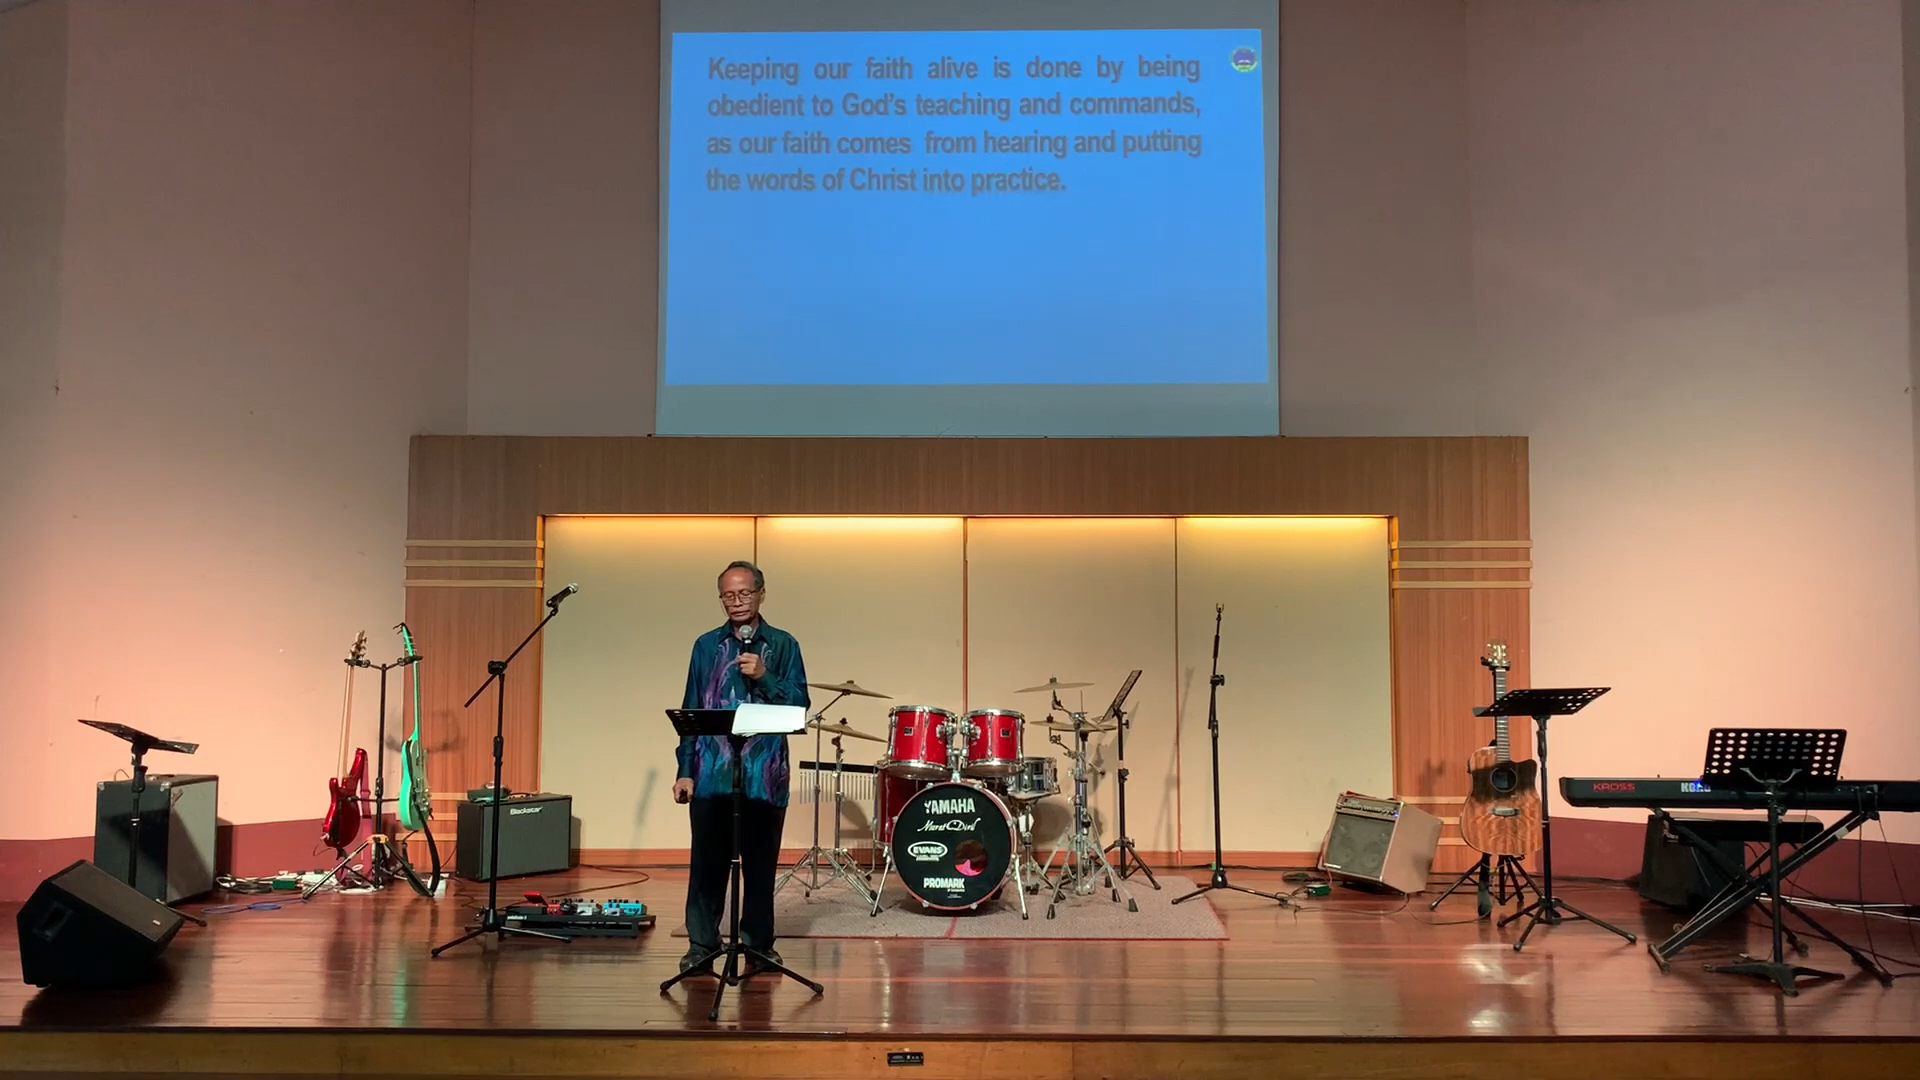 Keeping our faith alive is done by being
obedient to God's teaching and commands,
as our faith comes from hearing and putting
the words of Christ into practice.
Blackstar
YAMAHA
EVANS
PROMARK
KROSS
KORG